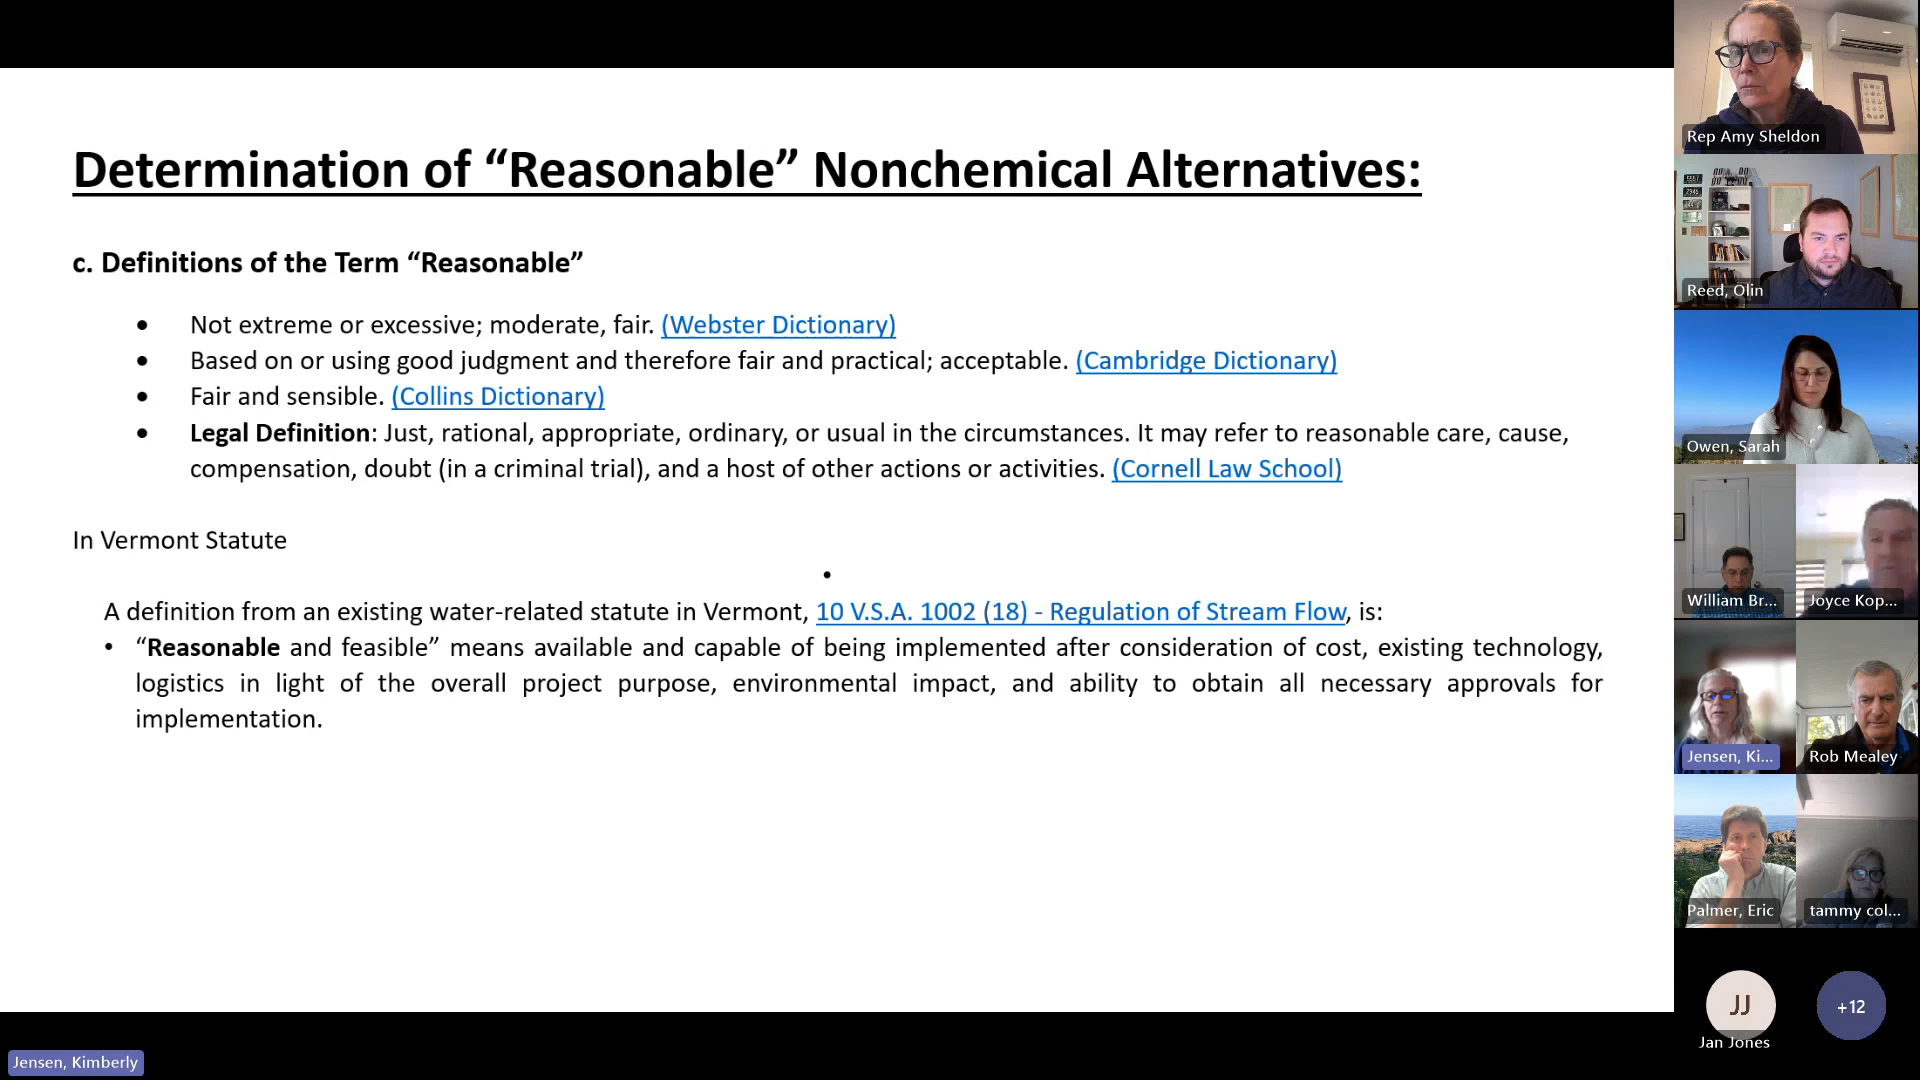 Determination of “Reasonable” Nonchemical Alternatives:
c. Definitions of the Term “Reasonable”
• Not extreme or excessive; moderate, fair. (Webster Dictionary)
• Based on or using good judgment and therefore fair and practical; acceptable. (Cambridge Dictionary)
• Fair and sensible. (Collins Dictionary)
• Legal Definition: Just, rational, appropriate, ordinary, or usual in the circumstances. It may refer to reasonable care, cause,
compensation, doubt (in a criminal trial), and a host of other actions or activities. (Cornell Law School)
In Vermont Statute
•
A definition from an existing water-related statute in Vermont, 10 V.S.A. 1002 (18) - Regulation of Stream Flow, is:
• “Reasonable and feasible” means available and capable of being implemented after consideration of cost, existing technology,
logistics in light of the overall project purpose, environmental impact, and ability to obtain all necessary approvals for
implementation.
Jensen, Kimberly
Rep Amy Sheldon
Reed, Olin
Owen, Sarah
William Br...
Joyce Kop...
Jensen, Ki...
Rob Mealey
Palmer, Eric
tammy col...
JJ
Jan Jones
+12